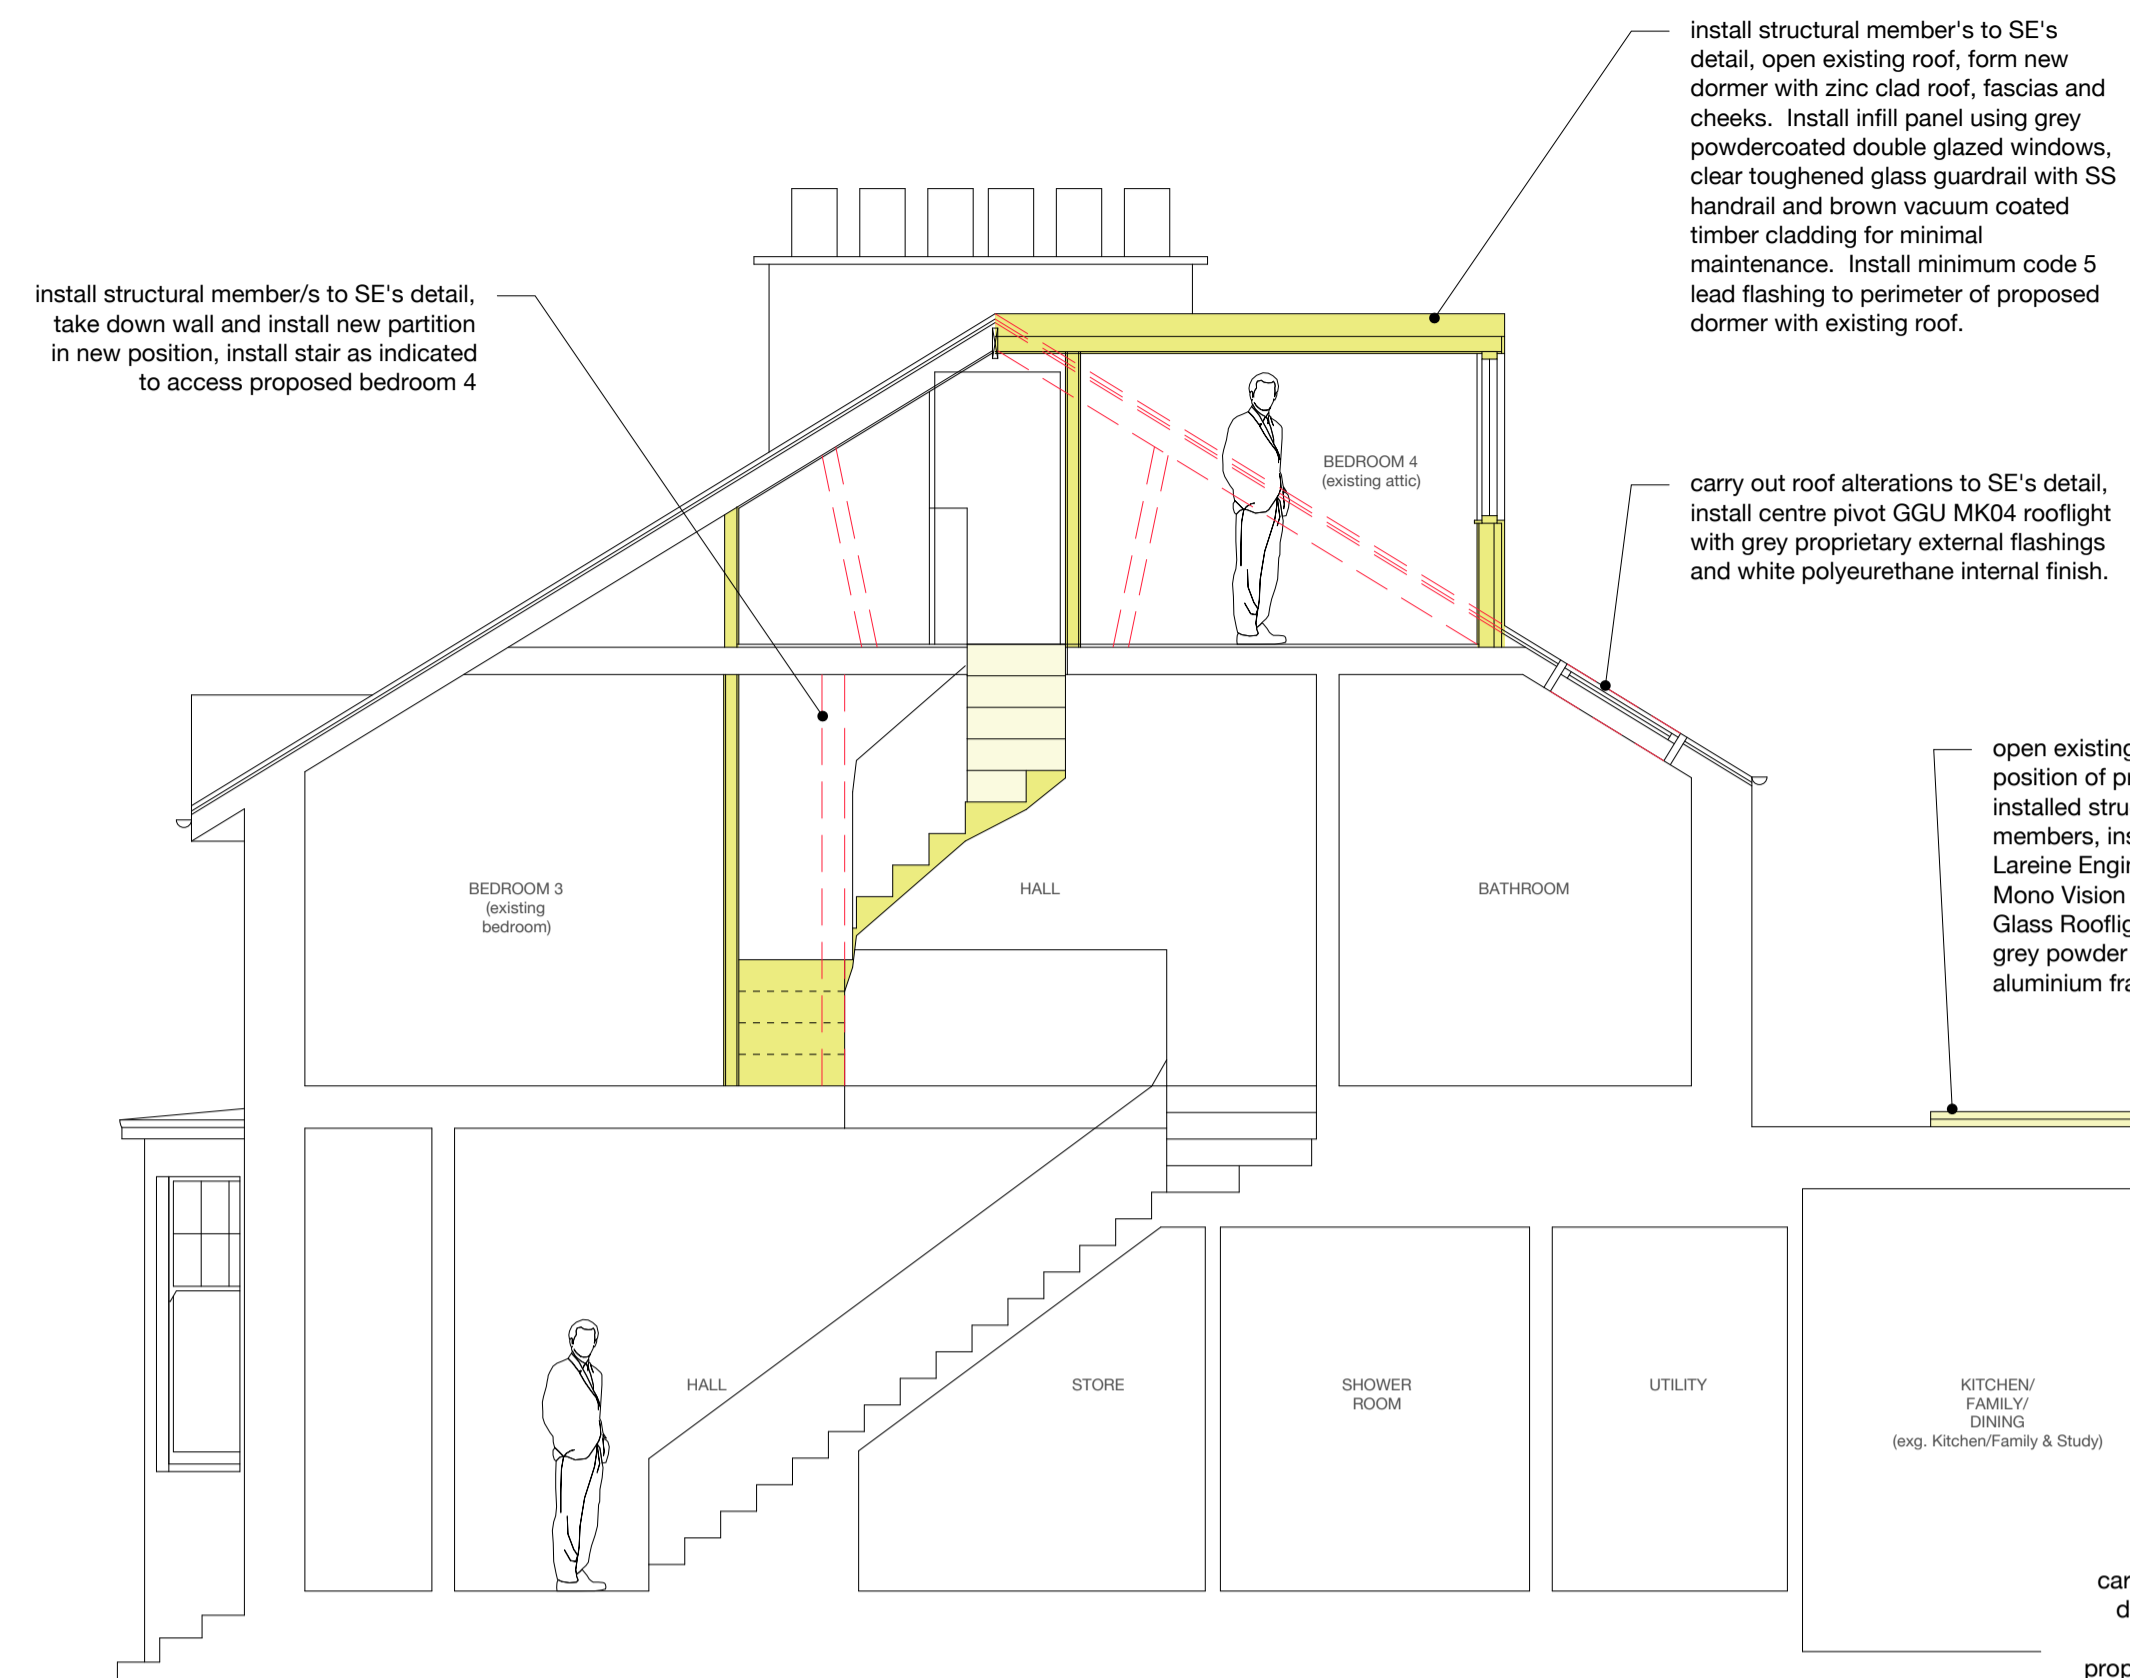 install structural member's to SE's
detail, open existing roof, form new
dormer with zinc clad roof, fascias and
cheeks.  Install infill panel using grey
powdercoated double glazed windows,
clear toughened glass guardrail with SS
handrail and brown vacuum coated
timber cladding for minimal
maintenance.  Install minimum code 5
lead flashing to perimeter of proposed
dormer with existing roof.
install structural member/s to SE's detail,
take down wall and install new partition
in new position, install stair as indicated
to access proposed bedroom 4
BEDROOM 4
(existing attic)
carry out roof alterations to SE's detail,
install centre pivot GGU MK04 rooflight
with grey proprietary external flashings
and white polyeurethane internal finish.
open existing
position of pr
installed stru
members, ins
Lareine Engin
Mono Vision
Glass Rooflig
grey powder
aluminium fra
BEDROOM 3
(existing
bedroom)
HALL
BATHROOM
HALL
STORE
SHOWER
ROOM
UTILITY
KITCHEN/
FAMILY/
DINING
(exg. Kitchen/Family & Study)
car
d
prop